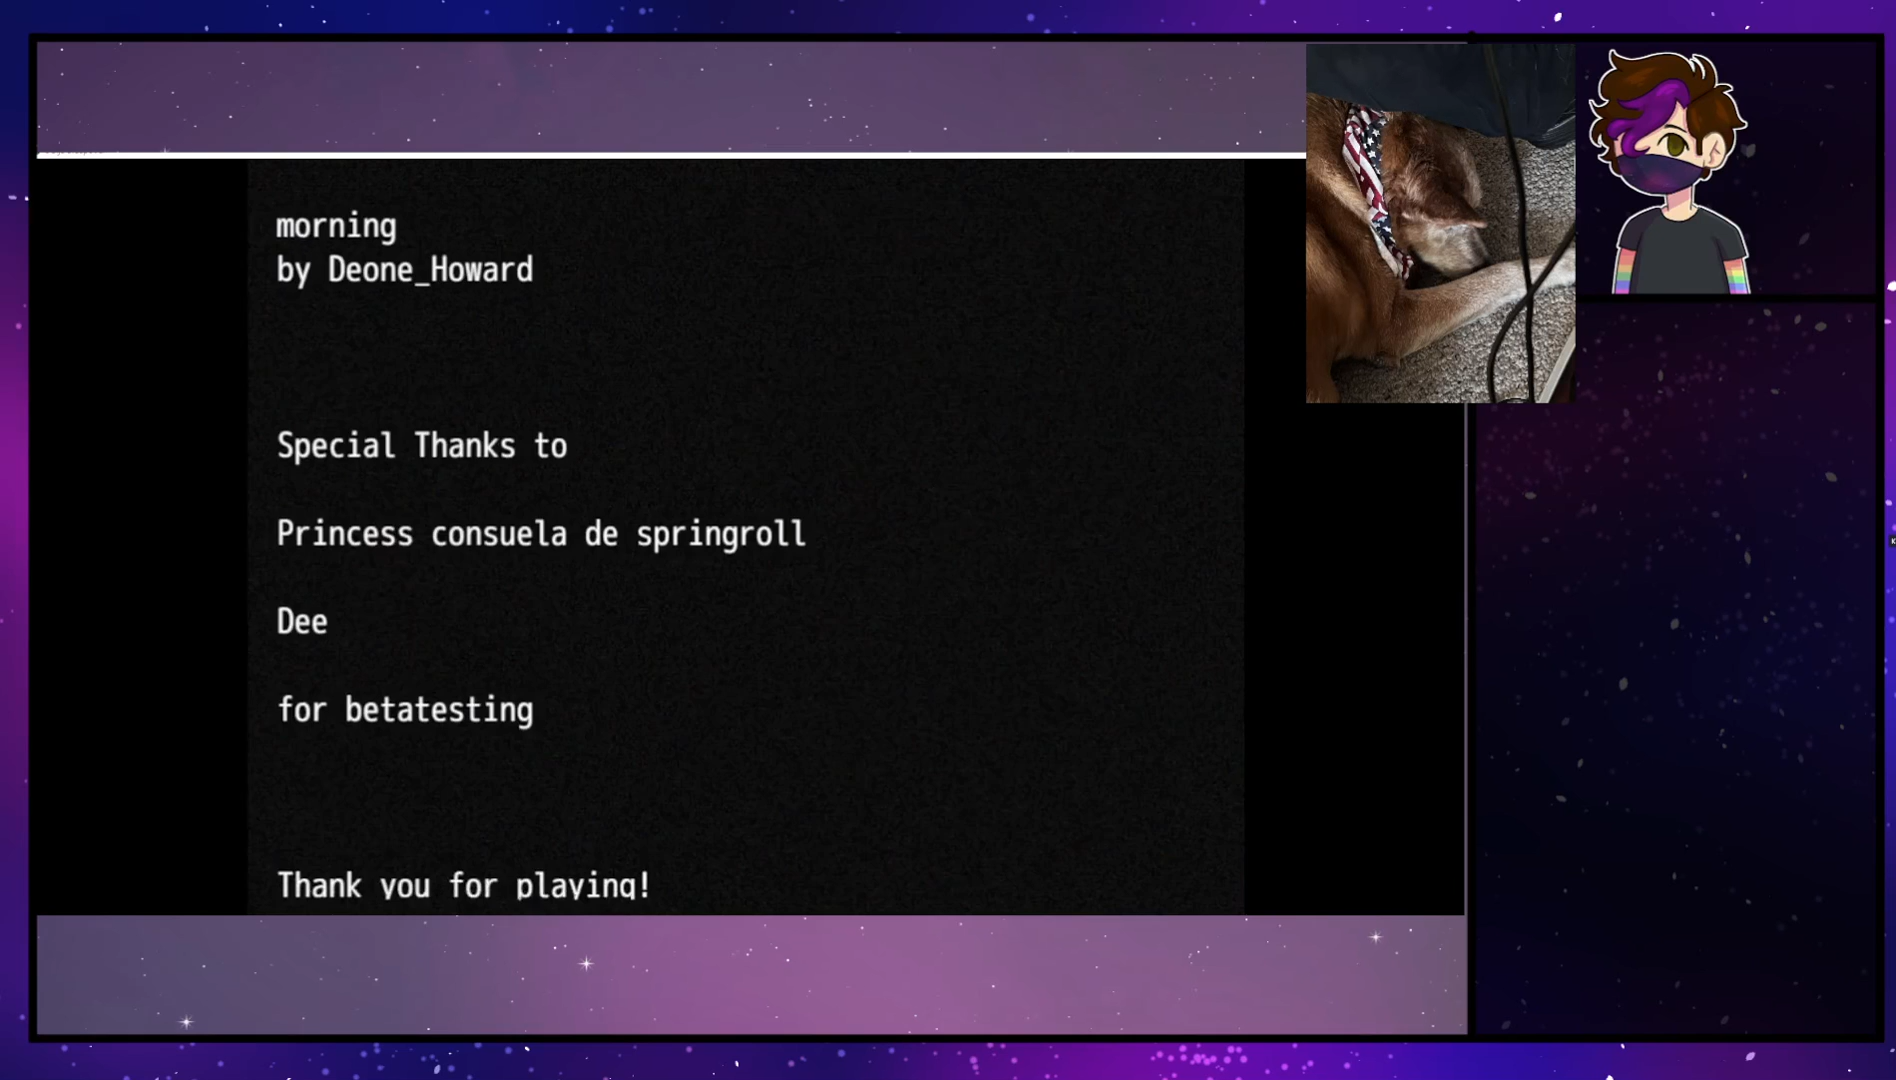 morning
by Deone_Howard
Special Thanks to
Princess consuela de springroll
Dee
for betatesting
Thank you for playing!